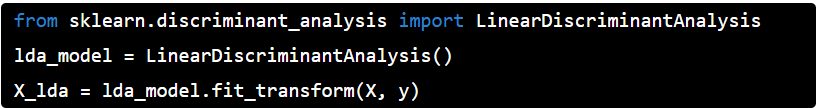 from sklearn.discriminant_analysis import LinearDiscriminantAnalysis
lda_model = LinearDiscriminantAnalysis()
X_lda = lda_model.fit_transform(X, y)